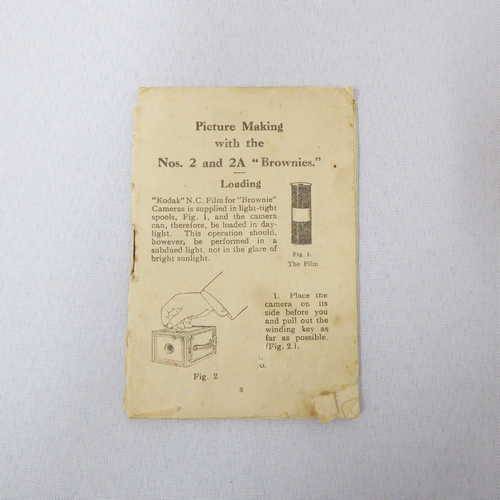 Picture Making
with the
Nos. 2 and 2A "Brownies."
Loading
"Kodak" N.C. Film for "Brownie"
Cameras is supplied in light-tight
spools, Fig. 1, and the camera
can, therefore, be loaded in day-
light. This operation should,
however, be performed in a
subdued light, not in the glare of
bright sunlight.
Fig. 1.
The Film
1. Place the
camera on its
side before you
and pull out the
winding key as
far as possible.
(Fig. 2).
Fig. 2